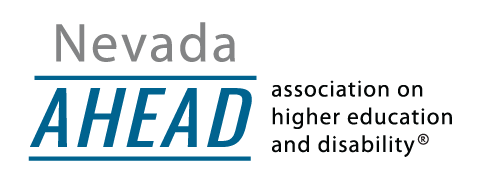 Nevada
AHEAD
association on
higher education
and disability®